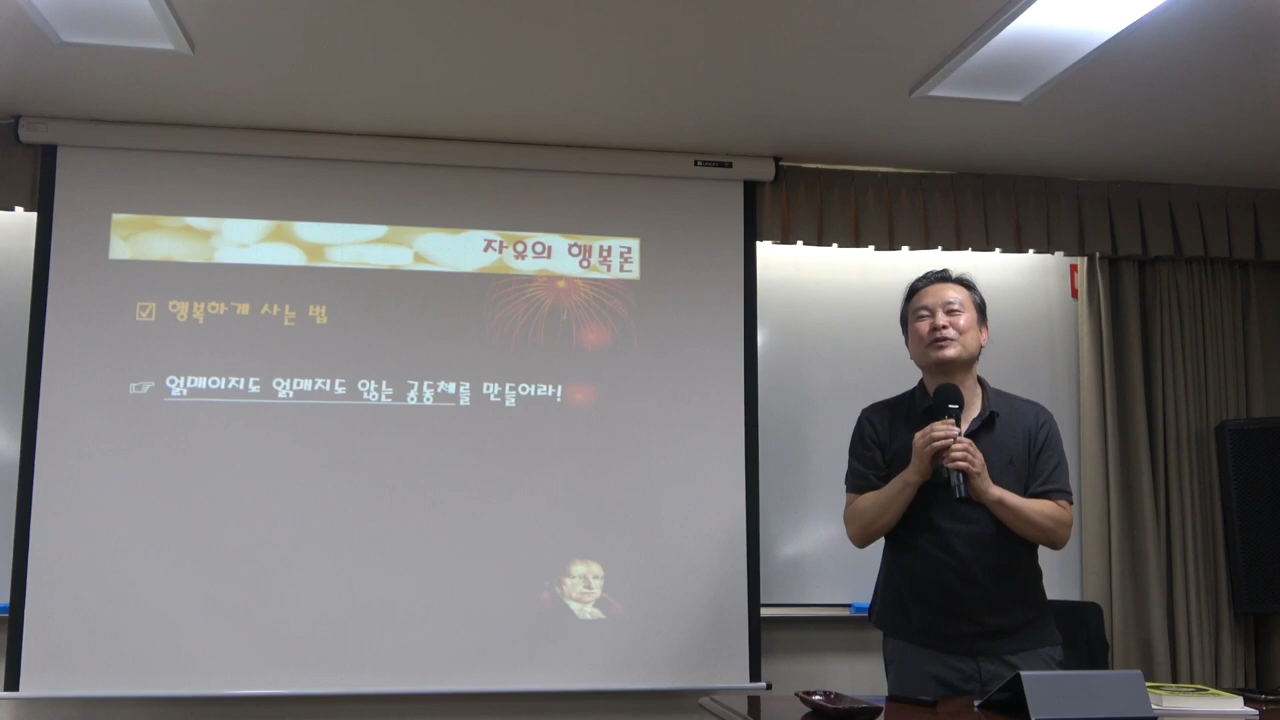 자유의 행복론
☑ 행복하게 사는 법
☞ 얽매이지도 얽매지도 않는 공동체를 만들어라!